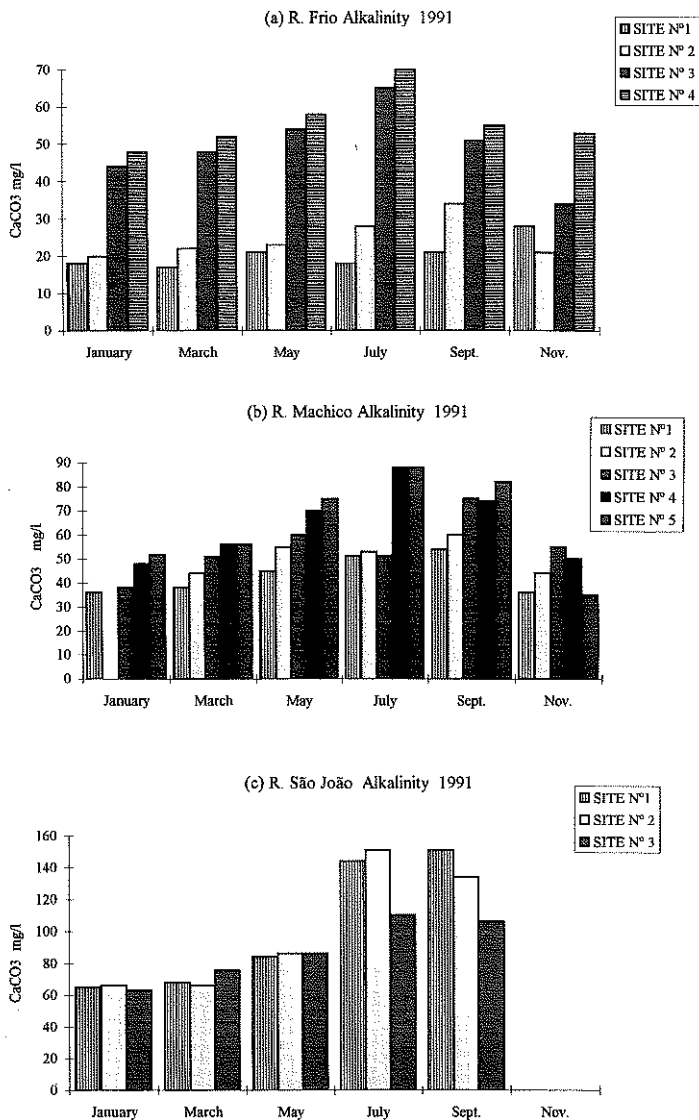 (a) R. Frio Alkalinity 1991
SITE Nº1
SITE Nº 2
SITE Nº 3
SITE Nº 4
CaCO3 mg/l
70
60
50
40
30
20
10
0
January March May July Sept. Nov.
(b) R. Machico Alkalinity 1991
SITE Nº1
SITE Nº 2
SITE Nº 3
SITE Nº 4
SITE Nº 5
CaCO3 mg/l
90
80
70
60
50
40
30
20
10
0
January March May July Sept. Nov.
(c) R. São João Alkalinity 1991
SITE Nº1
SITE Nº 2
SITE Nº 3
CaCO3 mg/l
160
140
120
100
80
60
40
20
0
January March May July Sept. Nov.